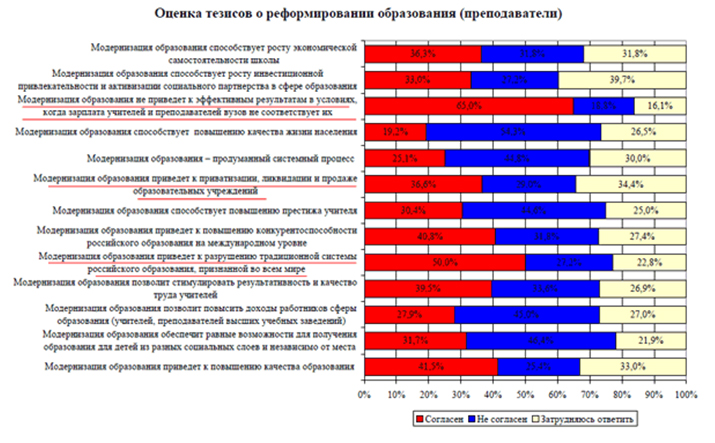 Оценка тезисов о реформировании образования (преподаватели)
Модернизация образования способствует росту экономической
самостоятельности школы
36,3% 31,8%
Модернизация образования способствует росту инвестиционной
привлекательности и активизации социального партнерства в сфере образования
33,0% 39,7%
Модернизация образования не приведет к эффективным результатам в условиях,
когда зарплата учителей и преподавателей вузов не соответствует их
65,0% 16,1%
Модернизация образования способствует повышению качества жизни населения
19,2% 26,5%
Модернизация образования – продуманный системный процесс
25,1% 30,0%
Модернизация образования приведет к приватизации, ликвидации и продаже
образовательных учреждений
36,6% 34,4%
Модернизация образования способствует повышению престижа учителя
30,4% 25,0%
Модернизация образования приведет к повышению конкурентоспособности
российского образования на международном уровне
40,8% 27,4%
Модернизация образования приведет к разрушению традиционной системы
российского образования, признанной во всем мире
50,0% 22,8%
Модернизация образования позволит стимулировать результативность и качество
труда учителей
39,5% 26,9%
Модернизация образования позволит повысить доходы работников сферы
образования (учителей, преподавателей высших учебных заведений)
27,9% 27,0%
Модернизация образования обеспечит равные возможности для получения
образования для детей из разных социальных слоев и независимо от места
31,7% 21,9%
Модернизация образования приведет к повышению качества образования
41,5% 33,0%
0% 10% 20% 30% 40% 50% 60% 70% 80% 90% 100%
Согласен Не согласен Затрудняюсь ответить